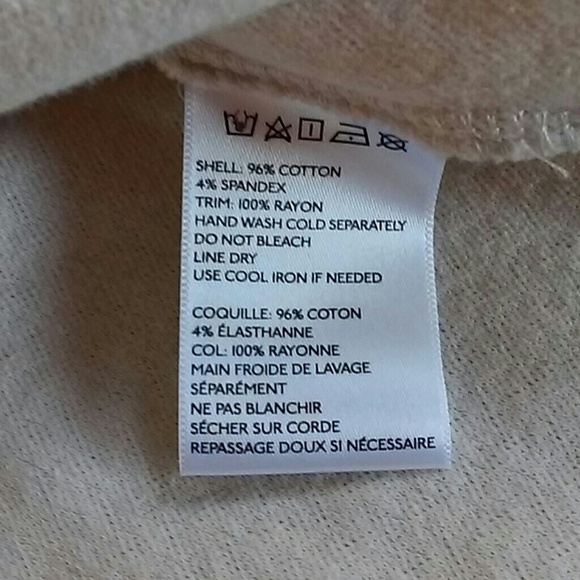 SHELL: 96% COTTON
4% SPANDEX
TRIM: 100% RAYON
HAND WASH COLD SEPARATELY
DO NOT BLEACH
LINE DRY
USE COOL IRON IF NEEDED
COQUILLE: 96% COTON
4% ÉLASTHANNE
COL: 100% RAYONNE
MAIN FROIDE DE LAVAGE
SÉPARÉMENT
NE PAS BLANCHIR
SÉCHER SUR CORDE
REPASSAGE DOUX SI NÉCESSAIRE